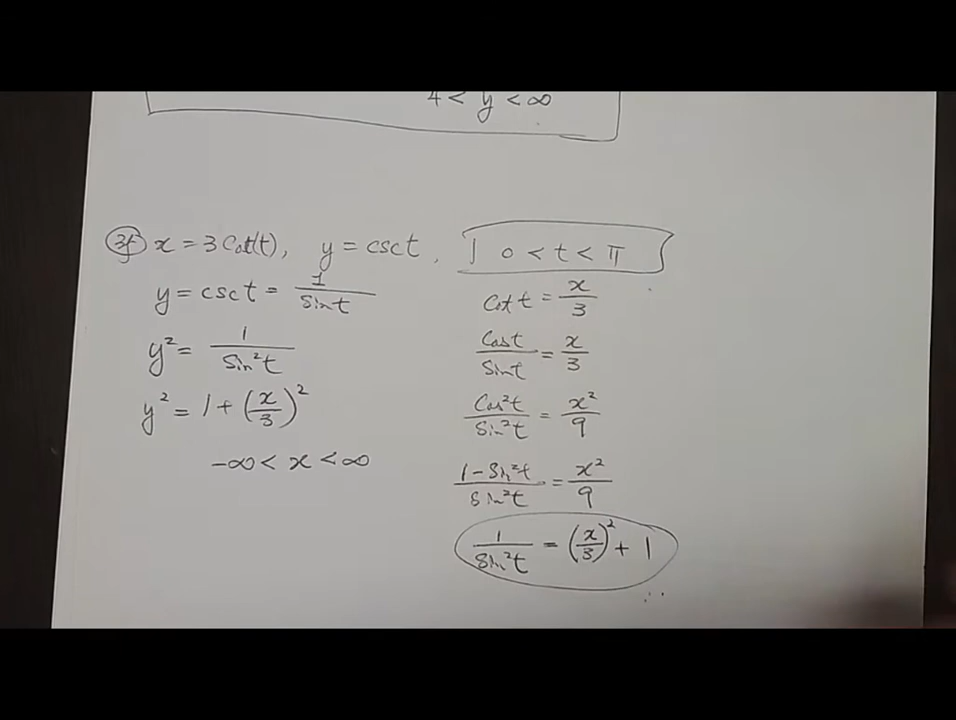 4 < y < ∞
3f x = 3 Cot(t), y = csc t, 0 < t < π
y = csc t = 1/Sin t
Cot t = x/3
y² = 1/Sin²t
Cos t/Sin t = x/3
y² = 1 + (x/3)²
Cos²t/Sin²t = x²/9
-∞ < x < ∞
1 - Sin²t/Sin²t = x²/9
1/Sin²t = (x/3)² + 1